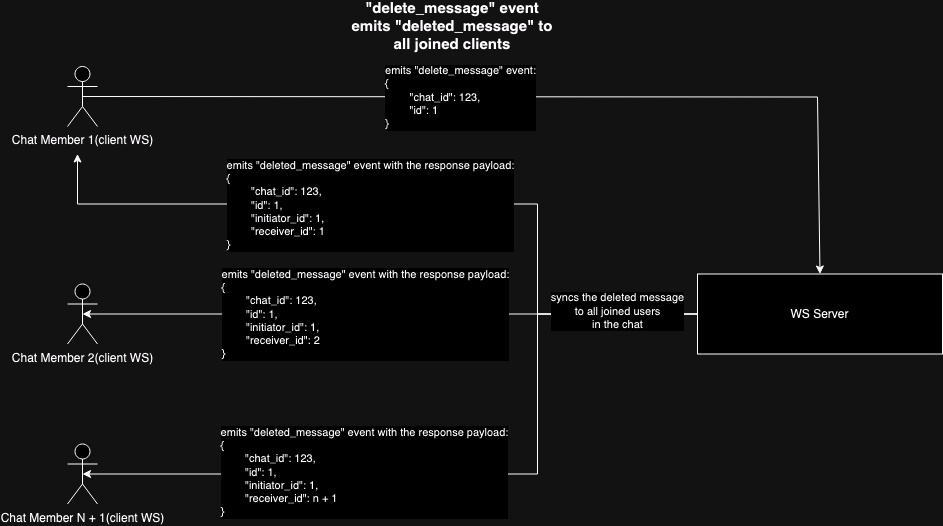 "delete_message" event
emits "deleted_message" to
all joined clients
emits "delete_message" event:
{
"chat_id": 123,
"id": 1
}
Chat Member 1(client WS)
emits "deleted_message" event with the response payload:
{
"chat_id": 123,
"id": 1,
"initiator_id": 1,
"receiver_id": 1
}
emits "deleted_message" event with the response payload:
{
"chat_id": 123,
"id": 1,
"initiator_id": 1,
"receiver_id": 2
}
Chat Member 2(client WS)
syncs the deleted message
to all joined users
in the chat
WS Server
emits "deleted_message" event with the response payload:
{
"chat_id": 123,
"id": 1,
"initiator_id": 1,
"receiver_id": n + 1
}
Chat Member N + 1(client WS)